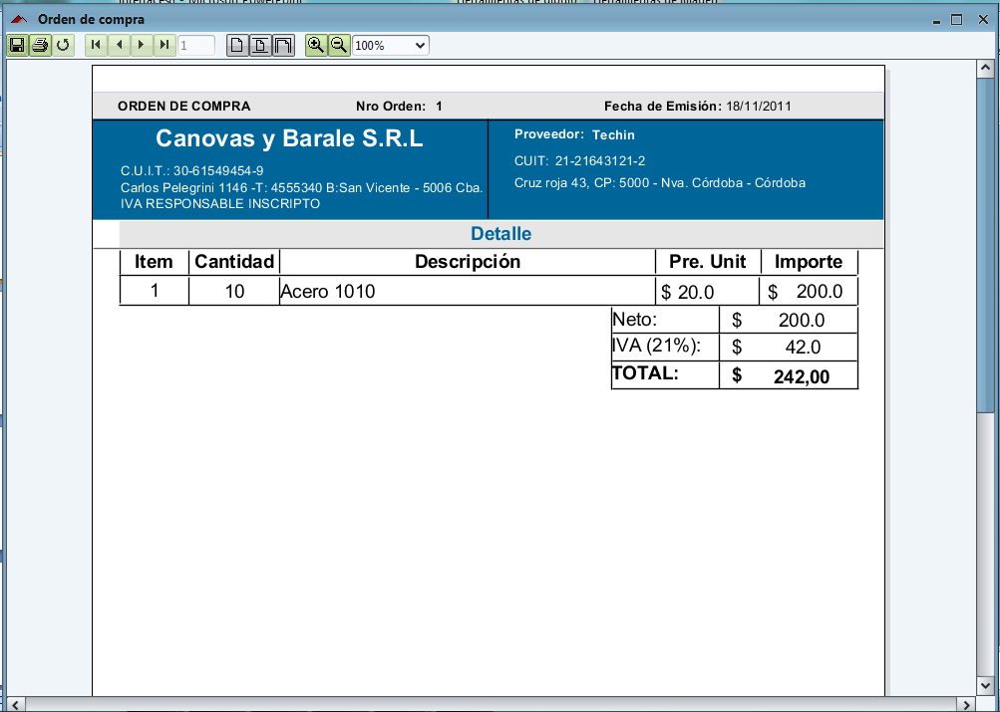 Orden de compra
1
100%
ORDEN DE COMPRA Nro Orden: 1 Fecha de Emisión: 18/11/2011
Canovas y Barale S.R.L
C.U.I.T.: 30-61549454-9
Carlos Pelegrini 1146 -T: 4555340 B:San Vicente - 5006 Cba.
IVA RESPONSABLE INSCRIPTO
Proveedor: Techin
CUIT: 21-21643121-2
Cruz roja 43, CP: 5000 - Nva. Córdoba - Córdoba
Detalle
Item Cantidad Descripción Pre. Unit Importe
1 10 Acero 1010 $ 20.0 $ 200.0
Neto: $ 200.0
IVA (21%): $ 42.0
TOTAL: $ 242,00